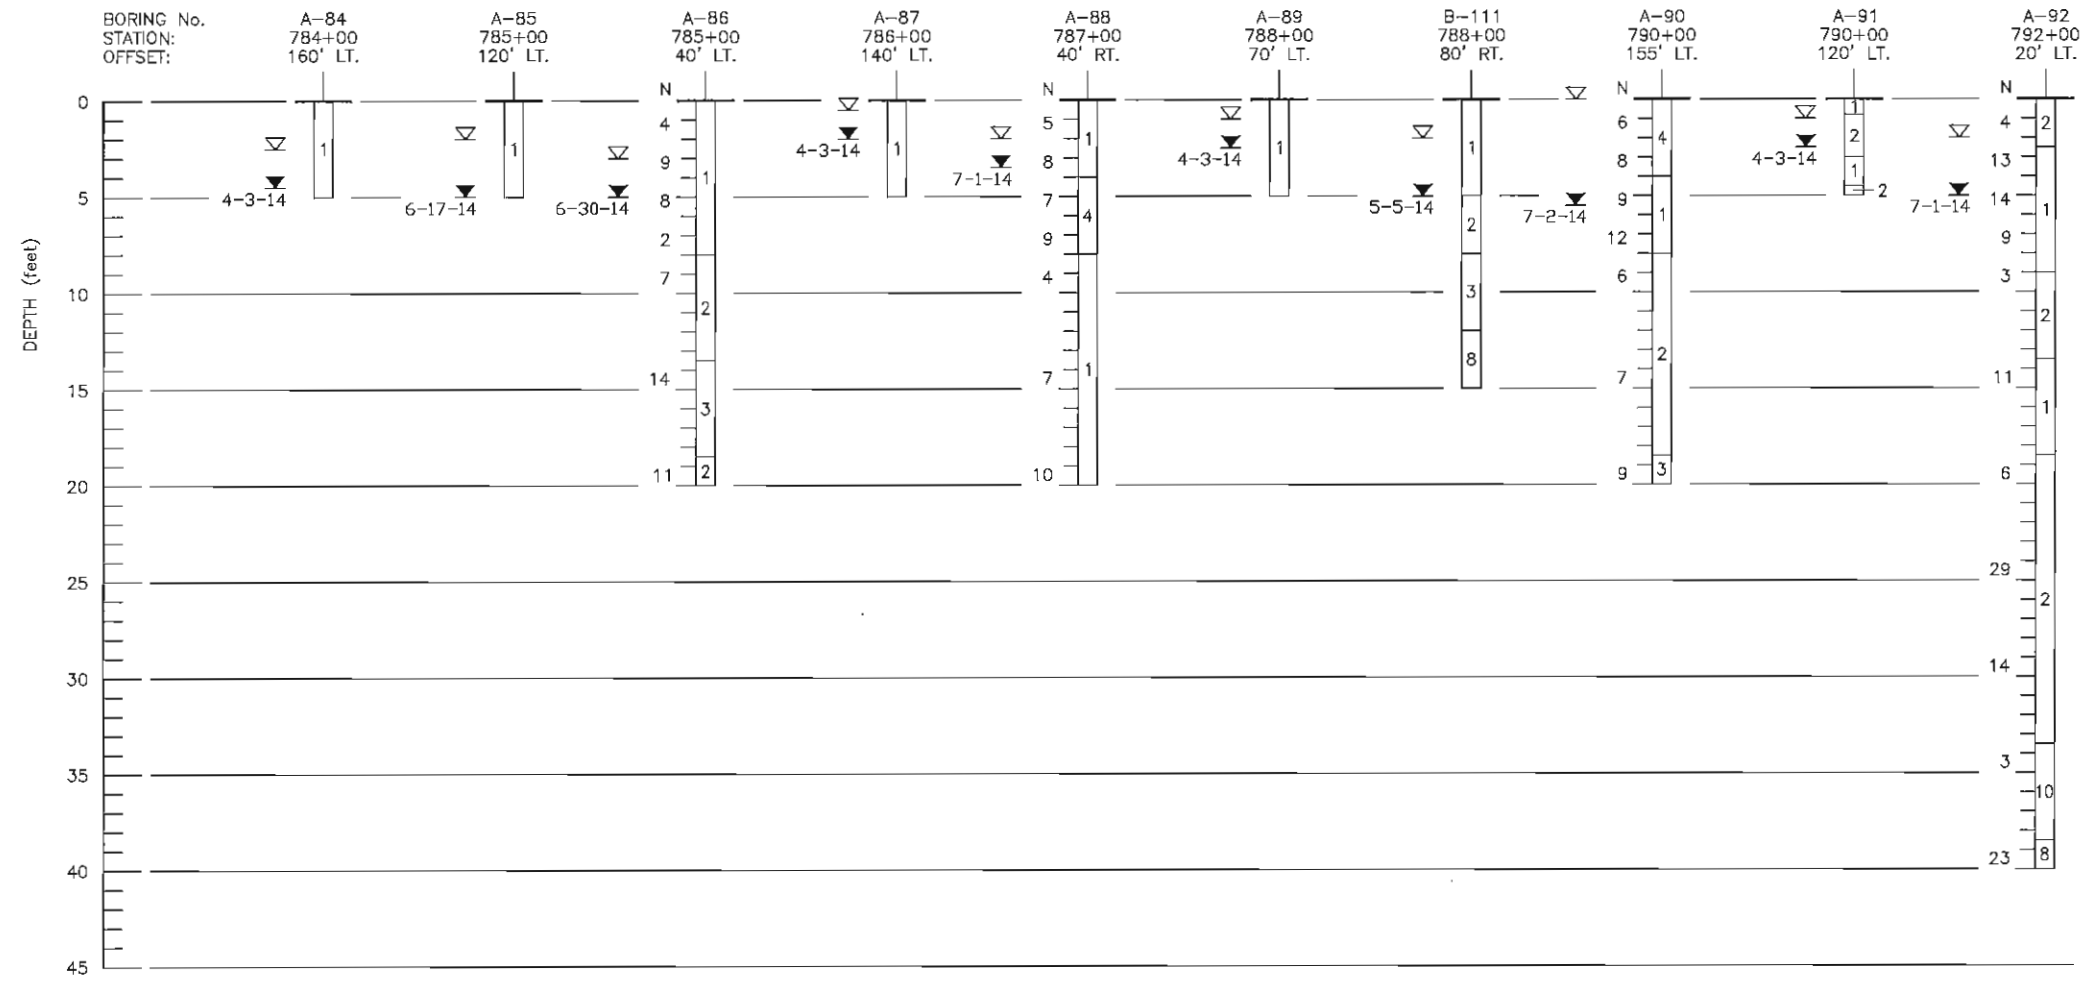 BORING No. A-84 A-85 A-86 A-87 A-88 A-89 B-111 A-90 A-91 A-92
STATION: 784+00 785+00 785+00 786+00 787+00 788+00 788+00 790+00 790+00 792+00
OFFSET: 160' LT. 120' LT. 40' LT. 140' LT. 40' RT. 70' LT. 80' RT. 155' LT. 120' LT. 20' LT.
N N N N
0 1
4 5 6 4 2
1 1 1 1 1 1 4 2
4-3-14 4-3-14 4-3-14
9 8 8 13
1 7-1-14 1
4-3-14 6-17-14 6-30-14 5-5-14 7-2-14 2 7-1-14
5 8 7 9 14
4 2 1 1
2 9 12 9
7 4 6 3
10 3
2 2
8 2
14 7 7 11
15 1
3 1
11 2 10 9 3 6
20
29
25
2
14
30
3
35
10
23 8
40
45
DEPTH (feet)